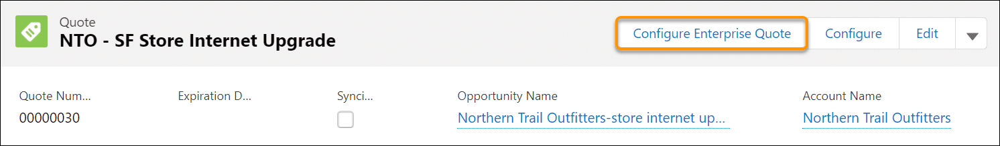 Quote
NTO - SF Store Internet Upgrade
Configure Enterprise Quote
Configure
Edit
Quote Num...
Expiration D...
Synci...
Opportunity Name
Account Name
00000030
Northern Trail Outfitters-store internet up...
Northern Trail Outfitters